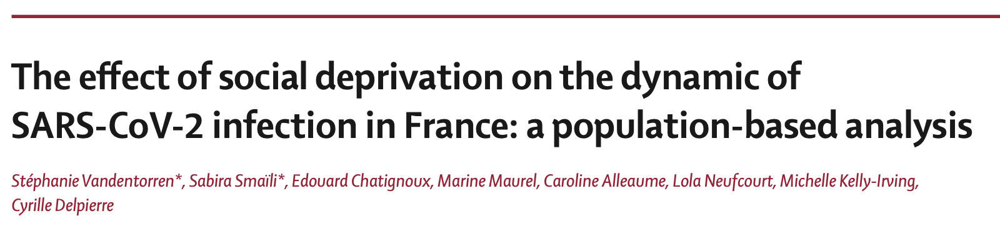 The effect of social deprivation on the dynamic of
SARS-CoV-2 infection in France: a population-based analysis
Stéphanie Vandentorren*, Sabira Smaïli*, Edouard Chatignoux, Marine Maurel, Caroline Alleaume, Lola Neufcourt, Michelle Kelly-Irving,
Cyrille Delpierre